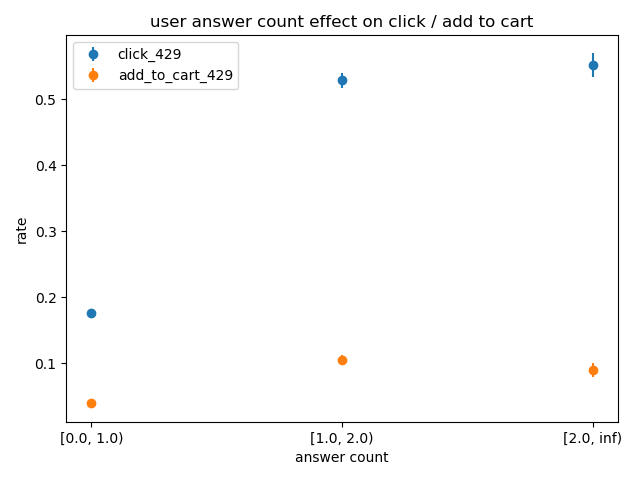 user answer count effect on click / add to cart
click_429
add_to_cart_429
0.5
0.4
0.3
0.2
0.1
rate
[0.0, 1.0)
[1.0, 2.0)
[2.0, inf)
answer count